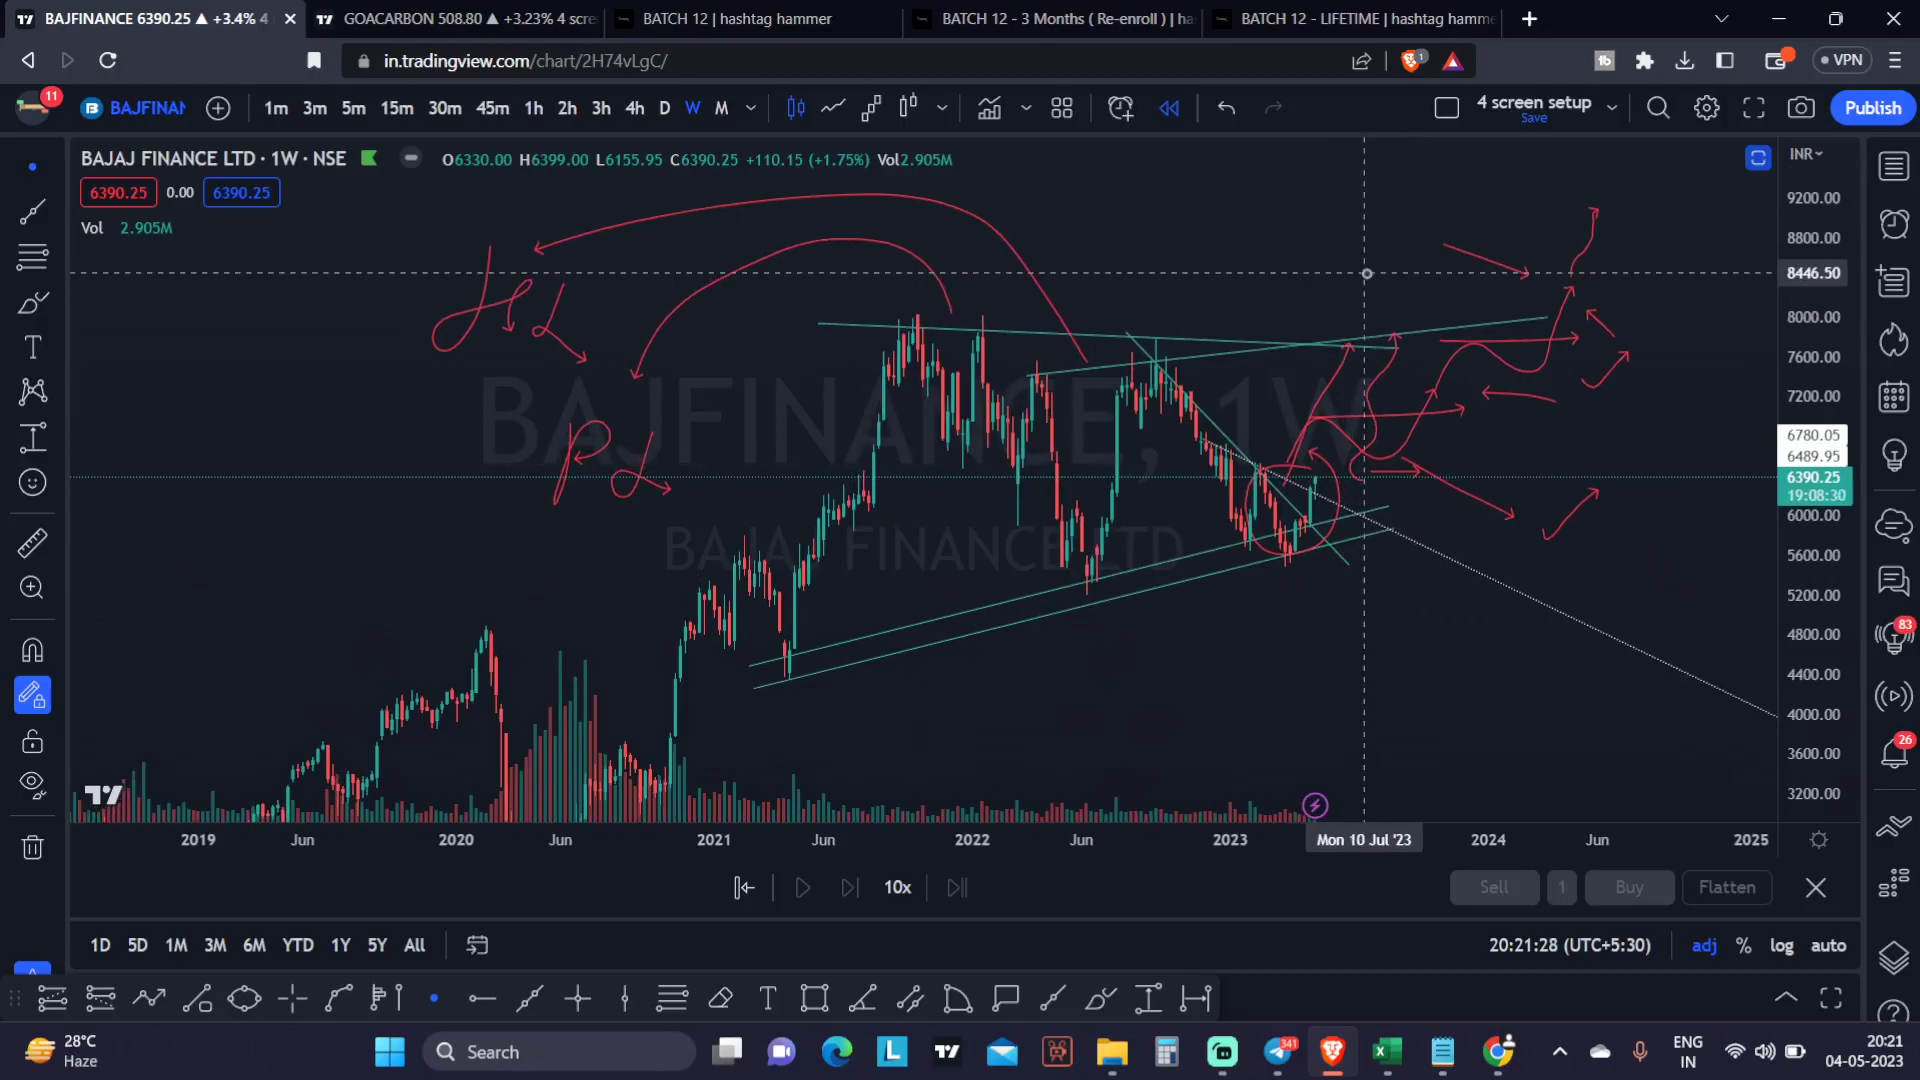 BAJFINANCE 6390.25 ▲ +3.4% 4
GOACARBON 508.80 ▲ +3.23% 4 scre
BATCH 12 | hashtag hammer
BATCH 12 - 3 Months ( Re-enroll ) | ha
BATCH 12 - LIFETIME | hashtag hamme
in.tradingview.com/chart/2H74vLgC/
1
VPN
11
BAJFINAN
1m 3m 5m 15m 30m 45m 1h 2h 3h 4h D W M
4 screen setup
Save
Publish
BAJAJ FINANCE LTD · 1W · NSE
O6330.00 H6399.00 L6155.95 C6390.25 +110.15 (+1.75%) Vol2.905M
INR
6390.25 0.00 6390.25
Vol 2.905M
BAJFINANCE, 1W
BAJAJ FINANCE LTD
9200.00
8800.00
8446.50
8000.00
7600.00
7200.00
6780.05
6489.95
6390.25
19:08:30
6000.00
5600.00
5200.00
4800.00
4400.00
4000.00
3600.00
3200.00
83
26
2019 Jun 2020 Jun 2021 Jun 2022 Jun 2023 Mon 10 Jul '23 2024 Jun 2025
10x
Sell 1 Buy Flatten
1D 5D 1M 3M 6M YTD 1Y 5Y All
20:21:28 (UTC+5:30) adj % log auto
28°C
Haze
Search
341
ENG
IN
20:21
04-05-2023